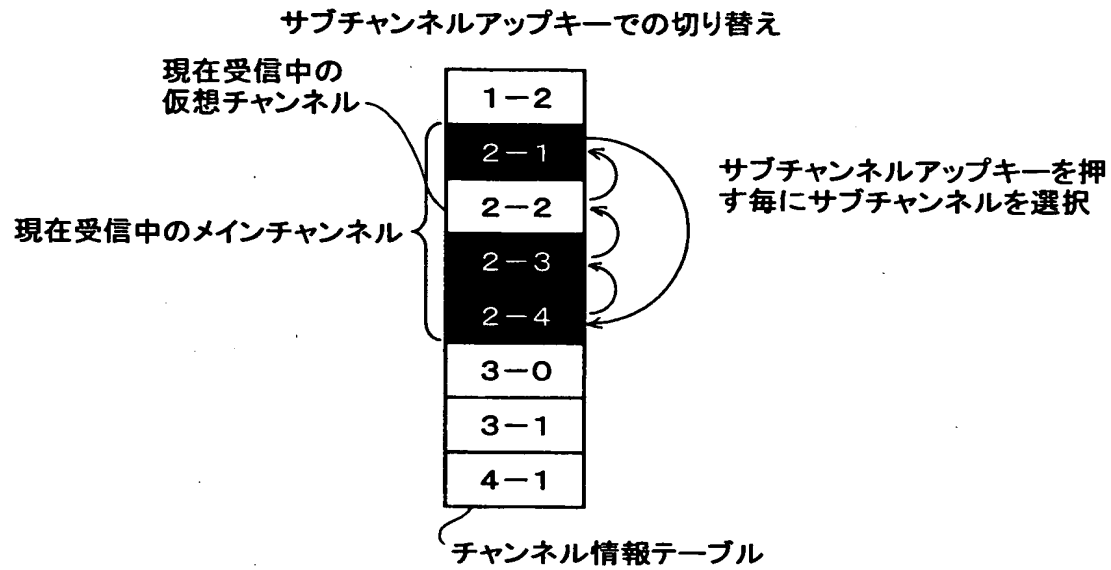 サブチャンネルアップキーでの切り替え
現在受信中の
仮想チャンネル
1－2
2－1
2－2
2－3
2－4
3－0
3－1
4－1
現在受信中のメインチャンネル
サブチャンネルアップキーを押
す毎にサブチャンネルを選択
チャンネル情報テーブル